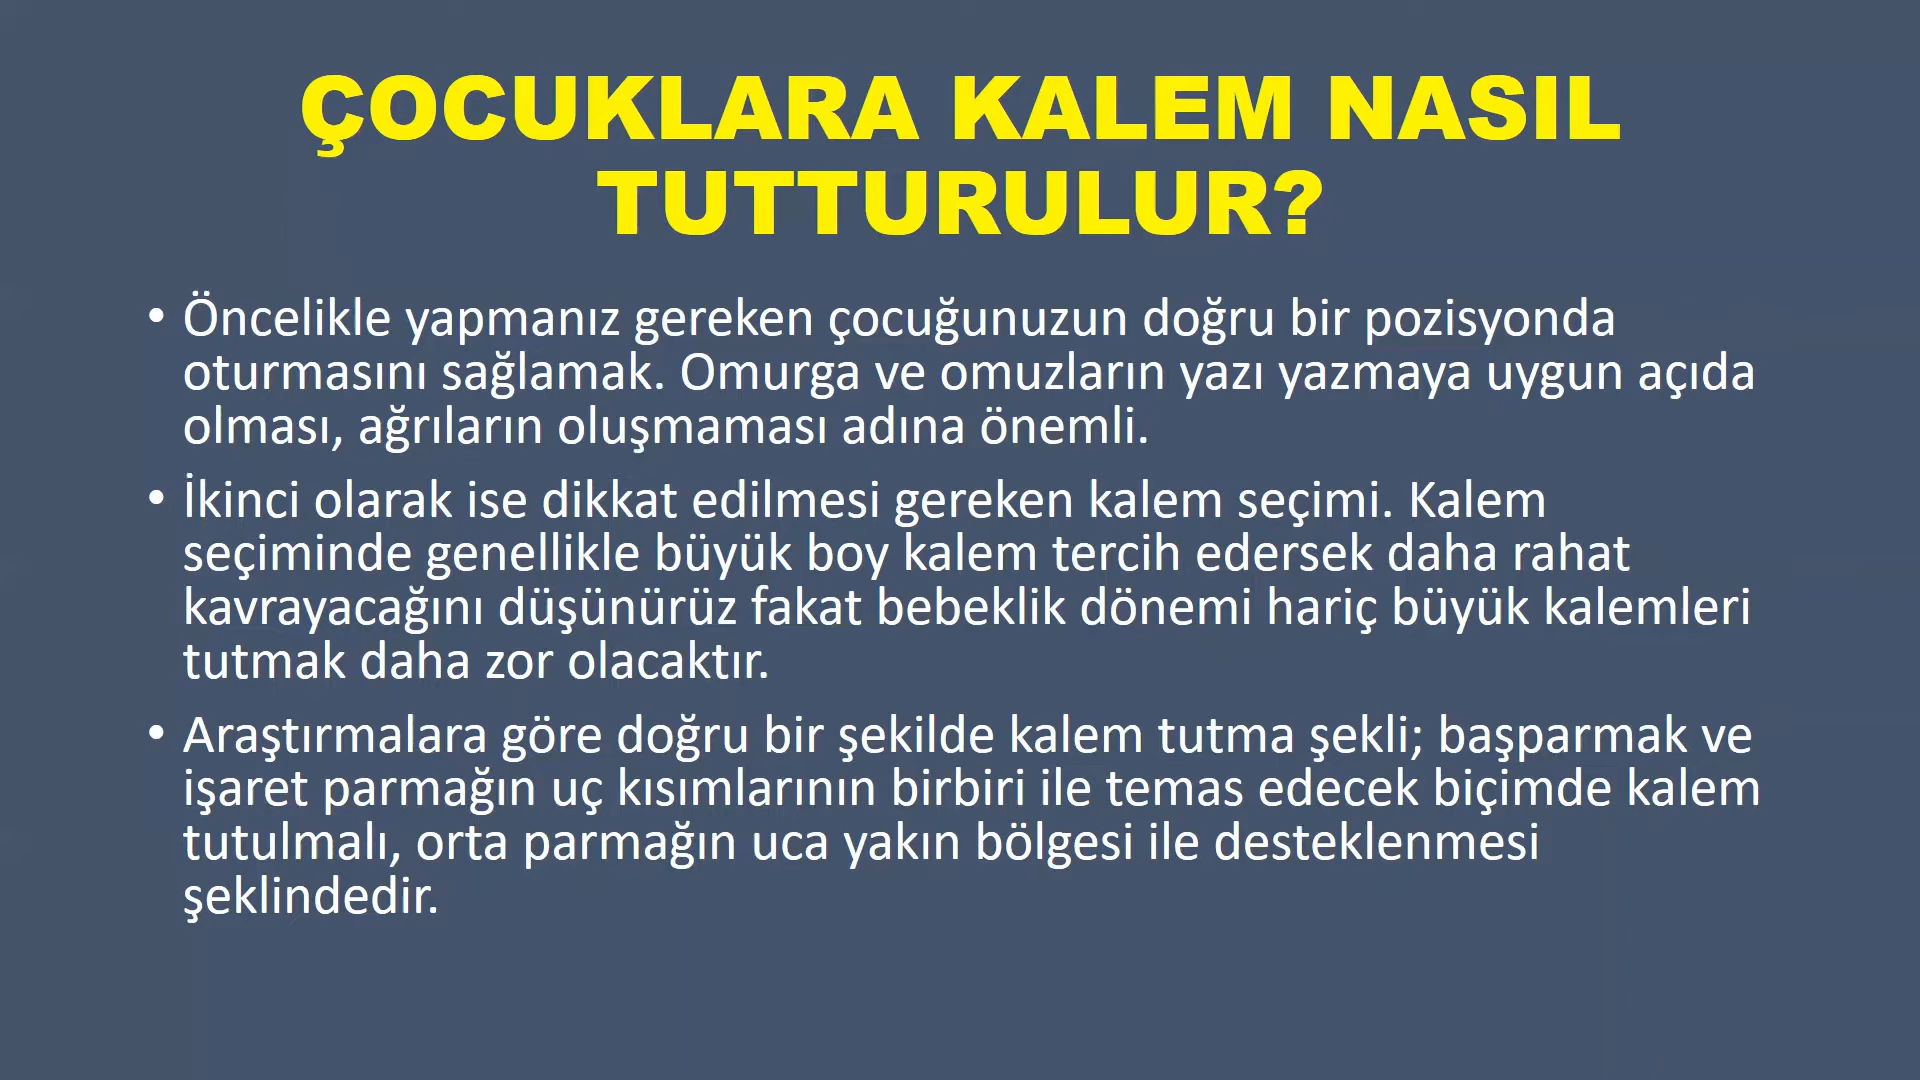 ÇOCUKLARA KALEM NASIL
TUTTURULUR?
• Öncelikle yapmanız gereken çocuğunuzun doğru bir pozisyonda
oturmasını sağlamak. Omurga ve omuzların yazı yazmaya uygun açıda
olması, ağrıların oluşmaması adına önemli.
• İkinci olarak ise dikkat edilmesi gereken kalem seçimi. Kalem
seçiminde genellikle büyük boy kalem tercih edersek daha rahat
kavrayacağını düşünürüz fakat bebeklik dönemi hariç büyük kalemleri
tutmak daha zor olacaktır.
• Araştırmalara göre doğru bir şekilde kalem tutma şekli; başparmak ve
işaret parmağın uç kısımlarının birbiri ile temas edecek biçimde kalem
tutulmalı, orta parmağın uca yakın bölgesi ile desteklenmesi
şeklindedir.